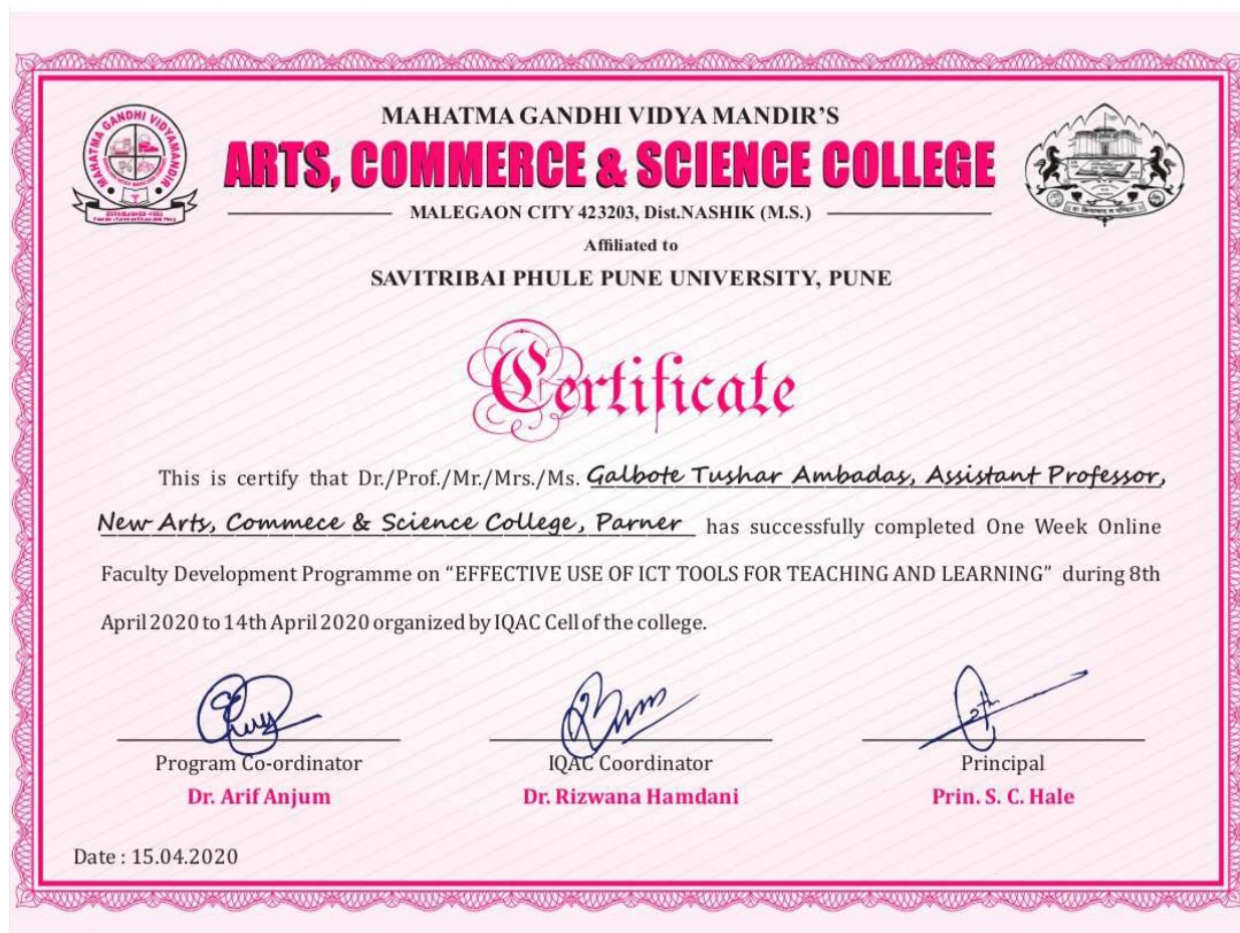 MAHATMA GANDHI VIDYA MANDIR'S
ARTS, COMMERCE & SCIENCE COLLEGE
MALEGAON CITY 423203, Dist.NASHIK (M.S.)
Affiliated to
SAVITRIBAI PHULE PUNE UNIVERSITY, PUNE
MAHATMA GANDHI VIDYAMANDIR
Certificate
This is certify that Dr./Prof./Mr./Mrs./Ms. Galbote Tushar Ambadas, Assistant Professor,
New Arts, Commece & Science College, Parner has successfully completed One Week Online
Faculty Development Programme on “EFFECTIVE USE OF ICT TOOLS FOR TEACHING AND LEARNING” during 8th
April 2020 to 14th April 2020 organized by IQAC Cell of the college.
Program Co-ordinator IQAC Coordinator Principal
Dr. Arif Anjum Dr. Rizwana Hamdani Prin. S. C. Hale
Date : 15.04.2020